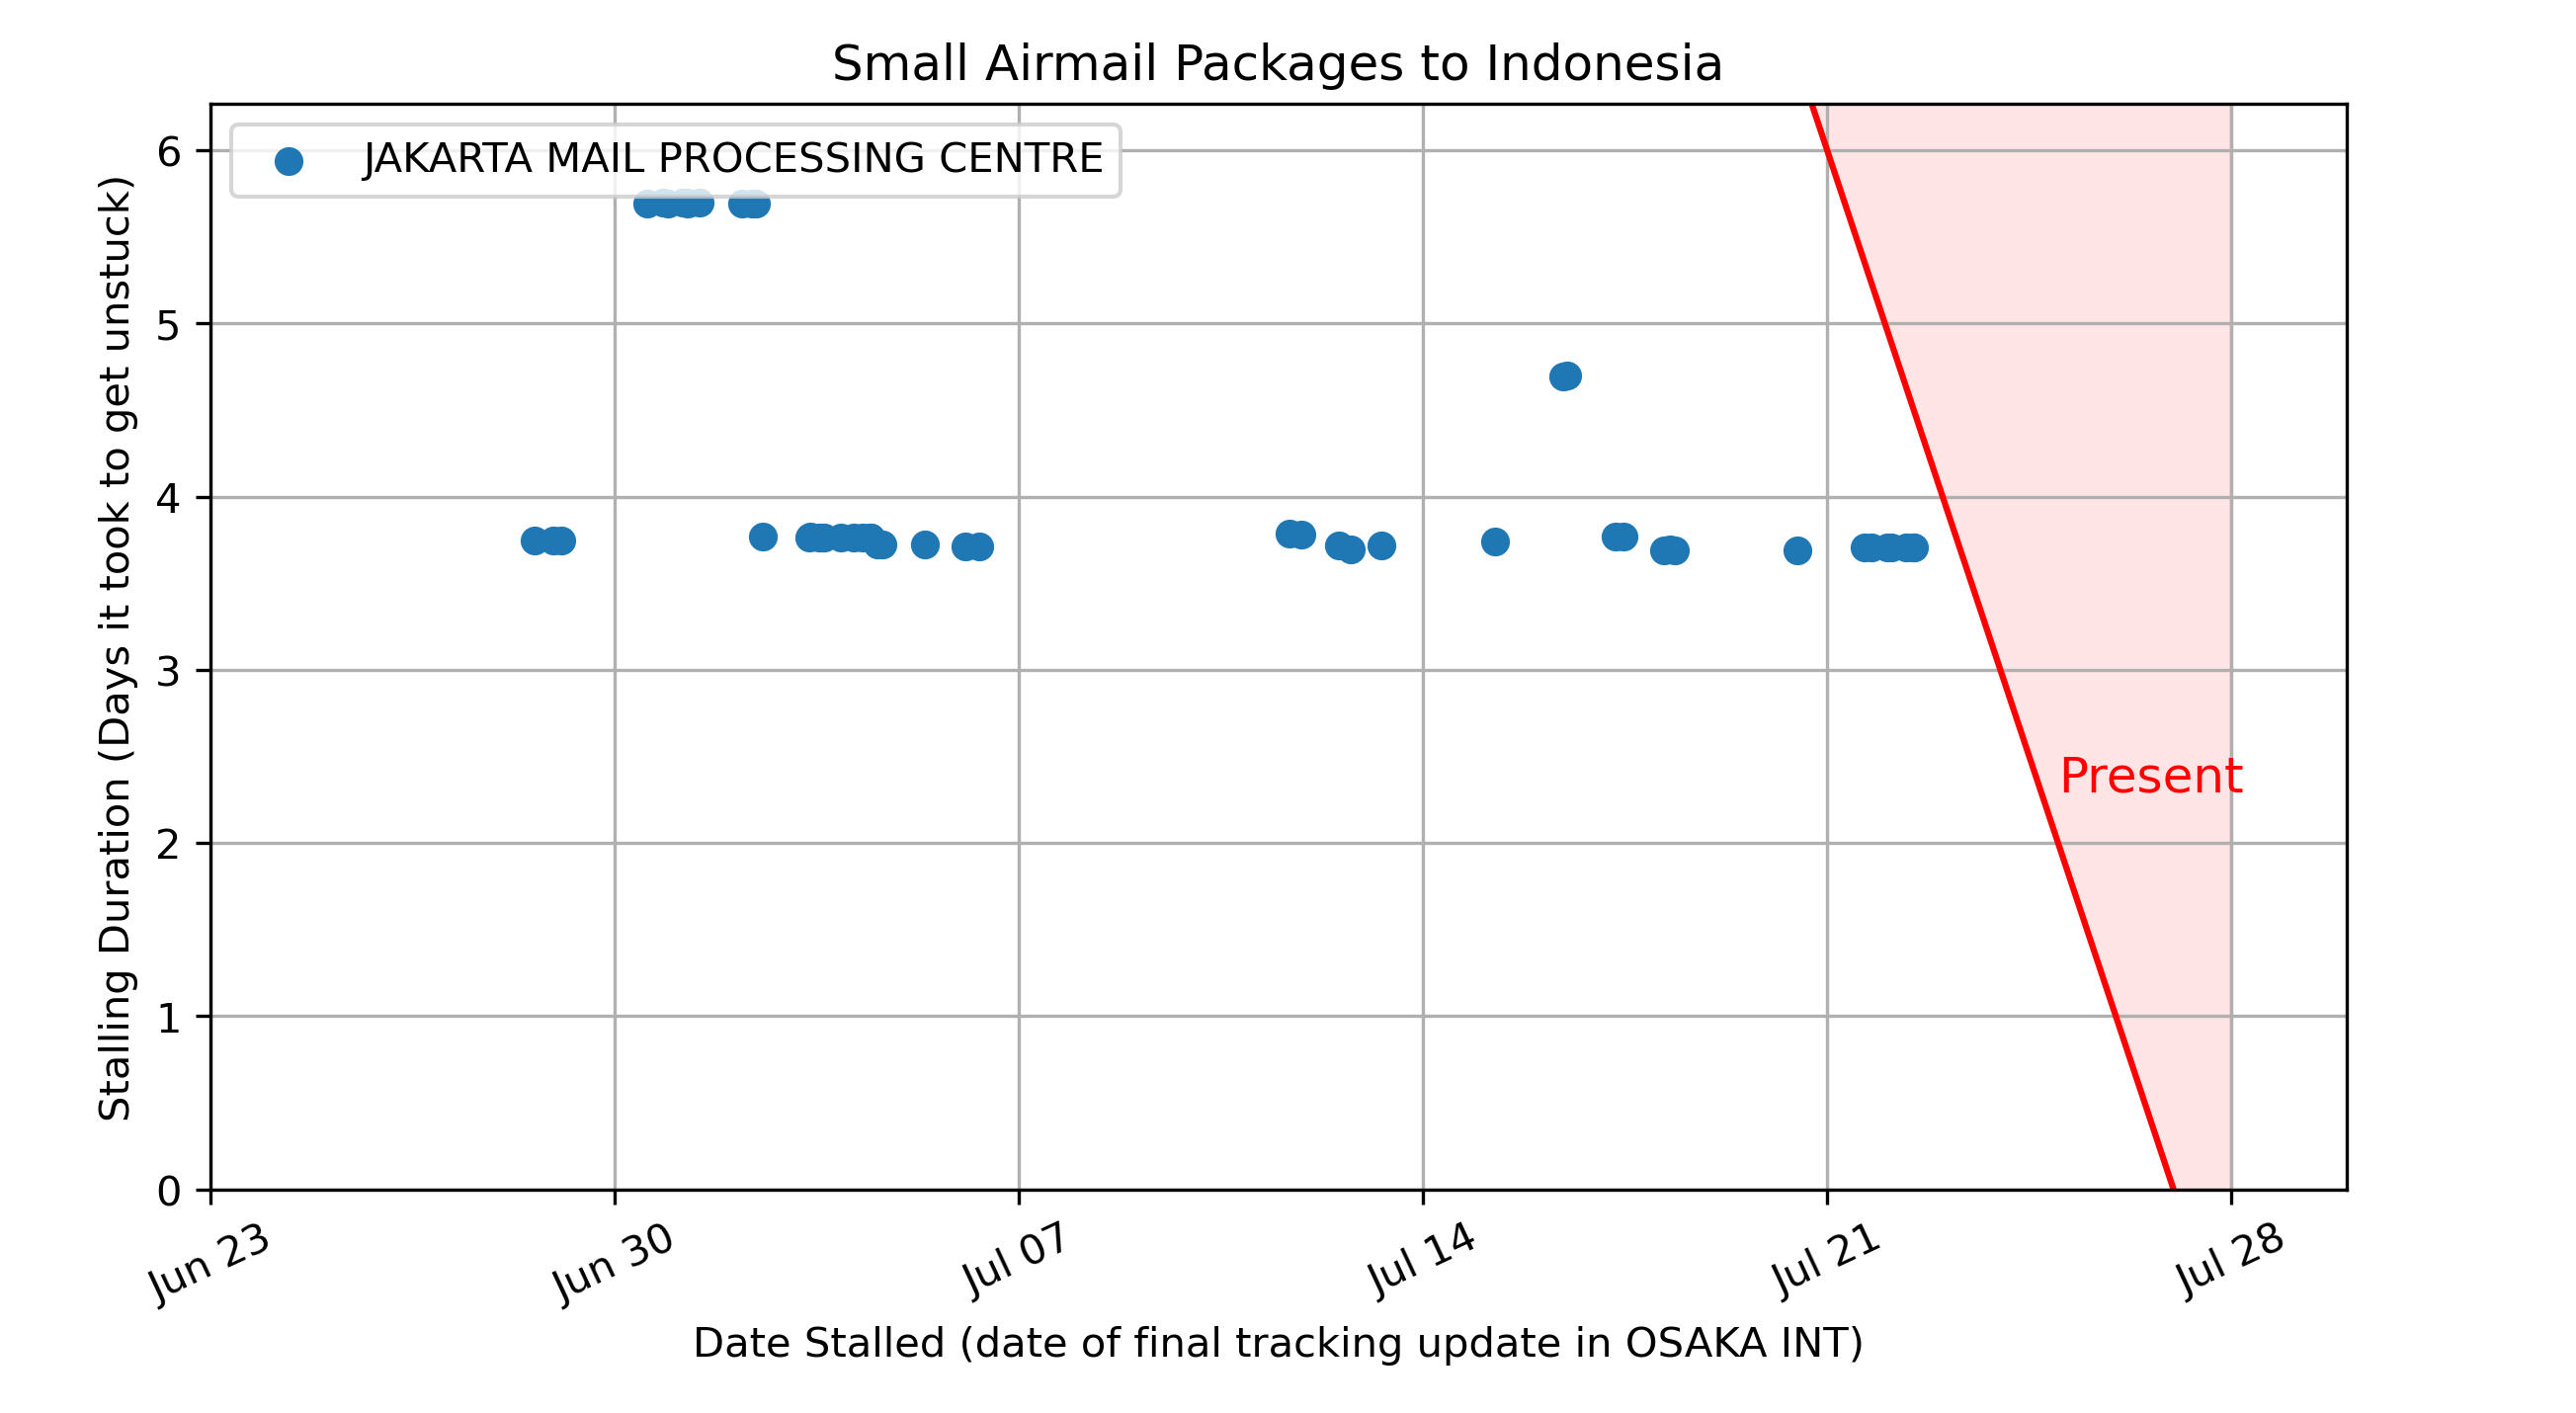 Small Airmail Packages to Indonesia
JAKARTA MAIL PROCESSING CENTRE
Stalling Duration (Days it took to get unstuck)
6
5
4
3
2
1
0
Present
Jun 23
Jun 30
Jul 07
Jul 14
Jul 21
Jul 28
Date Stalled (date of final tracking update in OSAKA INT)